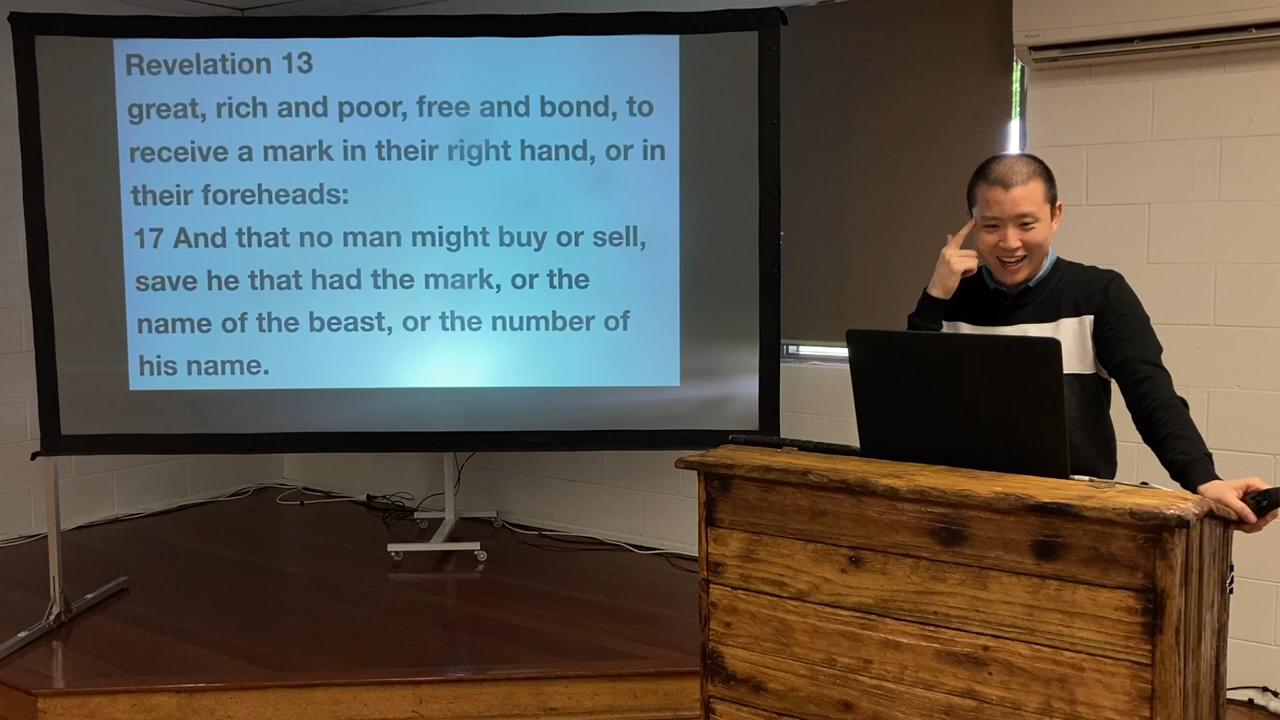 Revelation 13
great, rich and poor, free and bond, to
receive a mark in their right hand, or in
their foreheads:
17 And that no man might buy or sell,
save he that had the mark, or the
name of the beast, or the number of
his name.